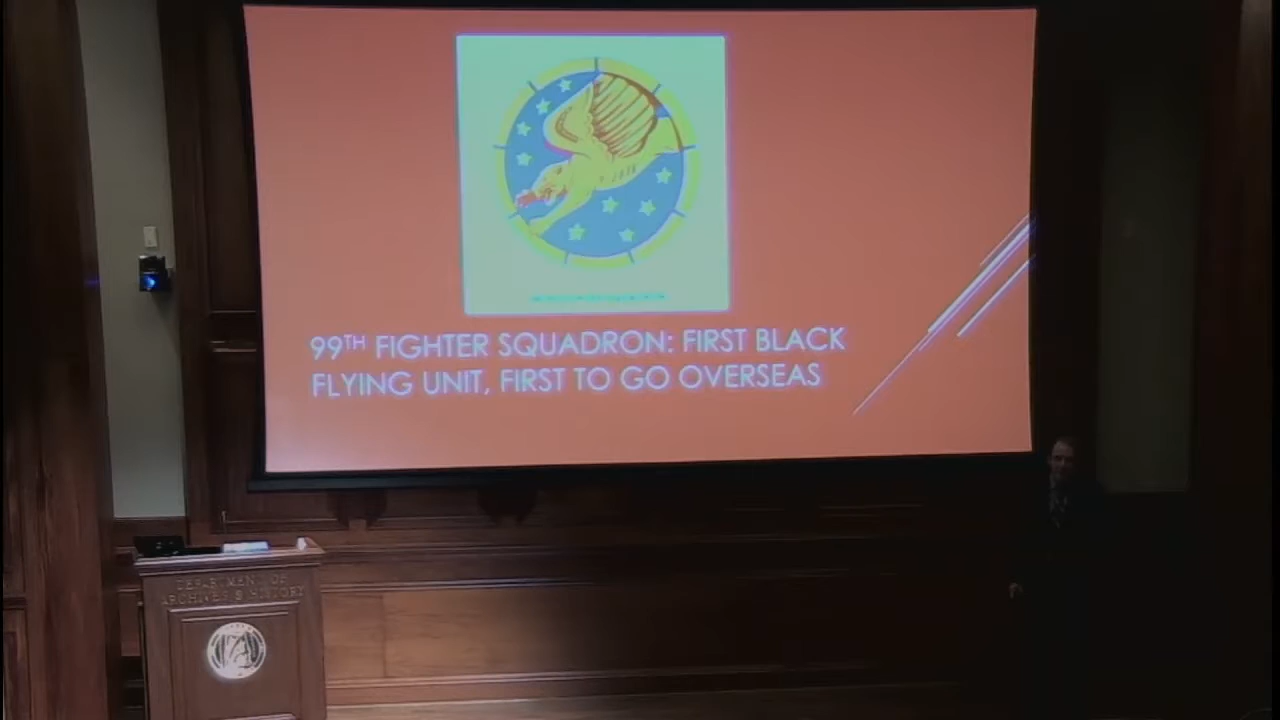 99TH FIGHTER SQUADRON: FIRST BLACK
FLYING UNIT, FIRST TO GO OVERSEAS
DEPARTMENT OF
ARCHIVES & HISTORY